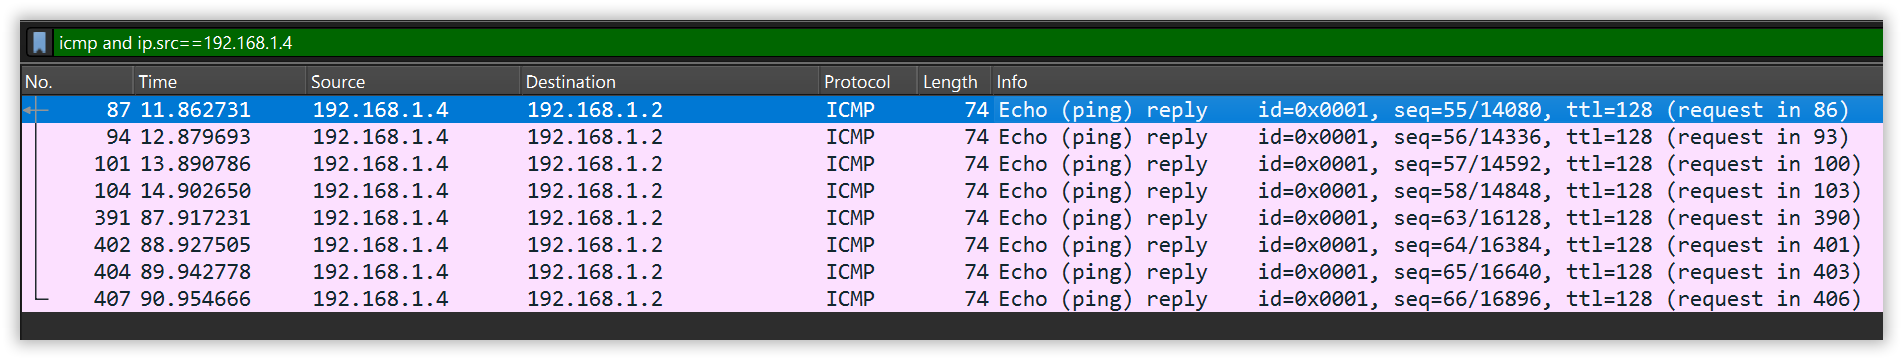 icmp and ip.src==192.168.1.4
No. Time Source Destination Protocol Length Info
87 11.862731 192.168.1.4 192.168.1.2 ICMP 74 Echo (ping) reply id=0x0001, seq=55/14080, ttl=128 (request in 86)
94 12.879693 192.168.1.4 192.168.1.2 ICMP 74 Echo (ping) reply id=0x0001, seq=56/14336, ttl=128 (request in 93)
101 13.890786 192.168.1.4 192.168.1.2 ICMP 74 Echo (ping) reply id=0x0001, seq=57/14592, ttl=128 (request in 100)
104 14.902650 192.168.1.4 192.168.1.2 ICMP 74 Echo (ping) reply id=0x0001, seq=58/14848, ttl=128 (request in 103)
391 87.917231 192.168.1.4 192.168.1.2 ICMP 74 Echo (ping) reply id=0x0001, seq=63/16128, ttl=128 (request in 390)
402 88.927505 192.168.1.4 192.168.1.2 ICMP 74 Echo (ping) reply id=0x0001, seq=64/16384, ttl=128 (request in 401)
404 89.942778 192.168.1.4 192.168.1.2 ICMP 74 Echo (ping) reply id=0x0001, seq=65/16640, ttl=128 (request in 403)
407 90.954666 192.168.1.4 192.168.1.2 ICMP 74 Echo (ping) reply id=0x0001, seq=66/16896, ttl=128 (request in 406)